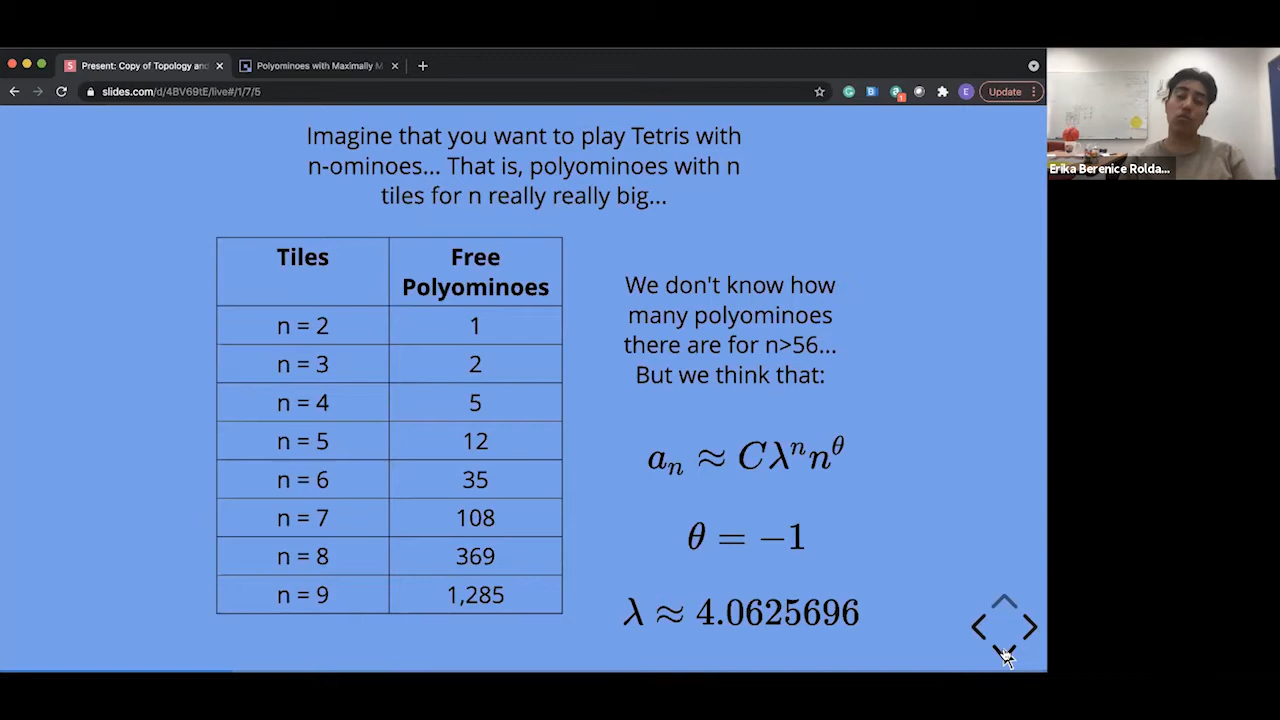 Present: Copy of Topology and
Polyominoes with Maximally M
slides.com/d/4BV69tE/live#/1/7/5
E
Update
1
Imagine that you want to play Tetris with
n-ominoes... That is, polyominoes with n
tiles for n really really big...
Tiles Free Polyominoes
n = 2 1
n = 3 2
n = 4 5
n = 5 12
n = 6 35
n = 7 108
n = 8 369
n = 9 1,285
We don't know how
many polyominoes
there are for n>56...
But we think that:
aₙ ≈ Cλⁿn^θ
θ = −1
λ ≈ 4.0625696
Erika Berenice Rolda...